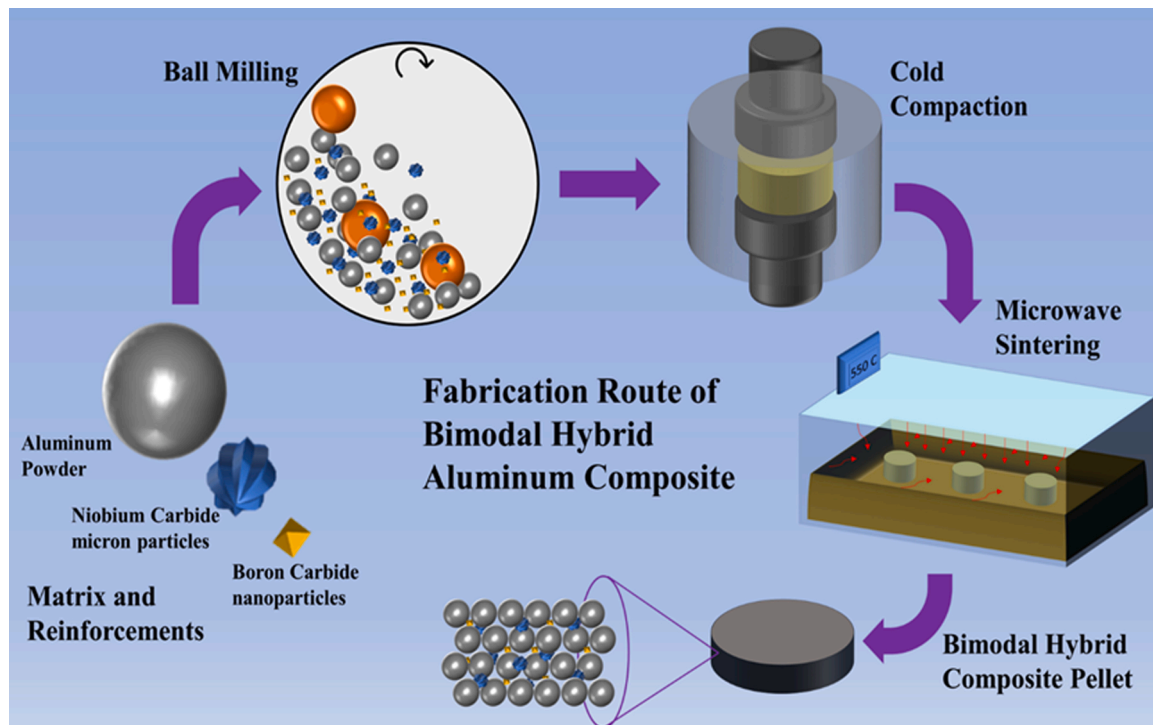 Ball Milling
Cold
Compaction
Microwave
Sintering
550 C
Fabrication Route of
Bimodal Hybrid
Aluminum Composite
Aluminum
Powder
Niobium Carbide
micron particles
Boron Carbide
nanoparticles
Matrix and
Reinforcements
Bimodal Hybrid
Composite Pellet